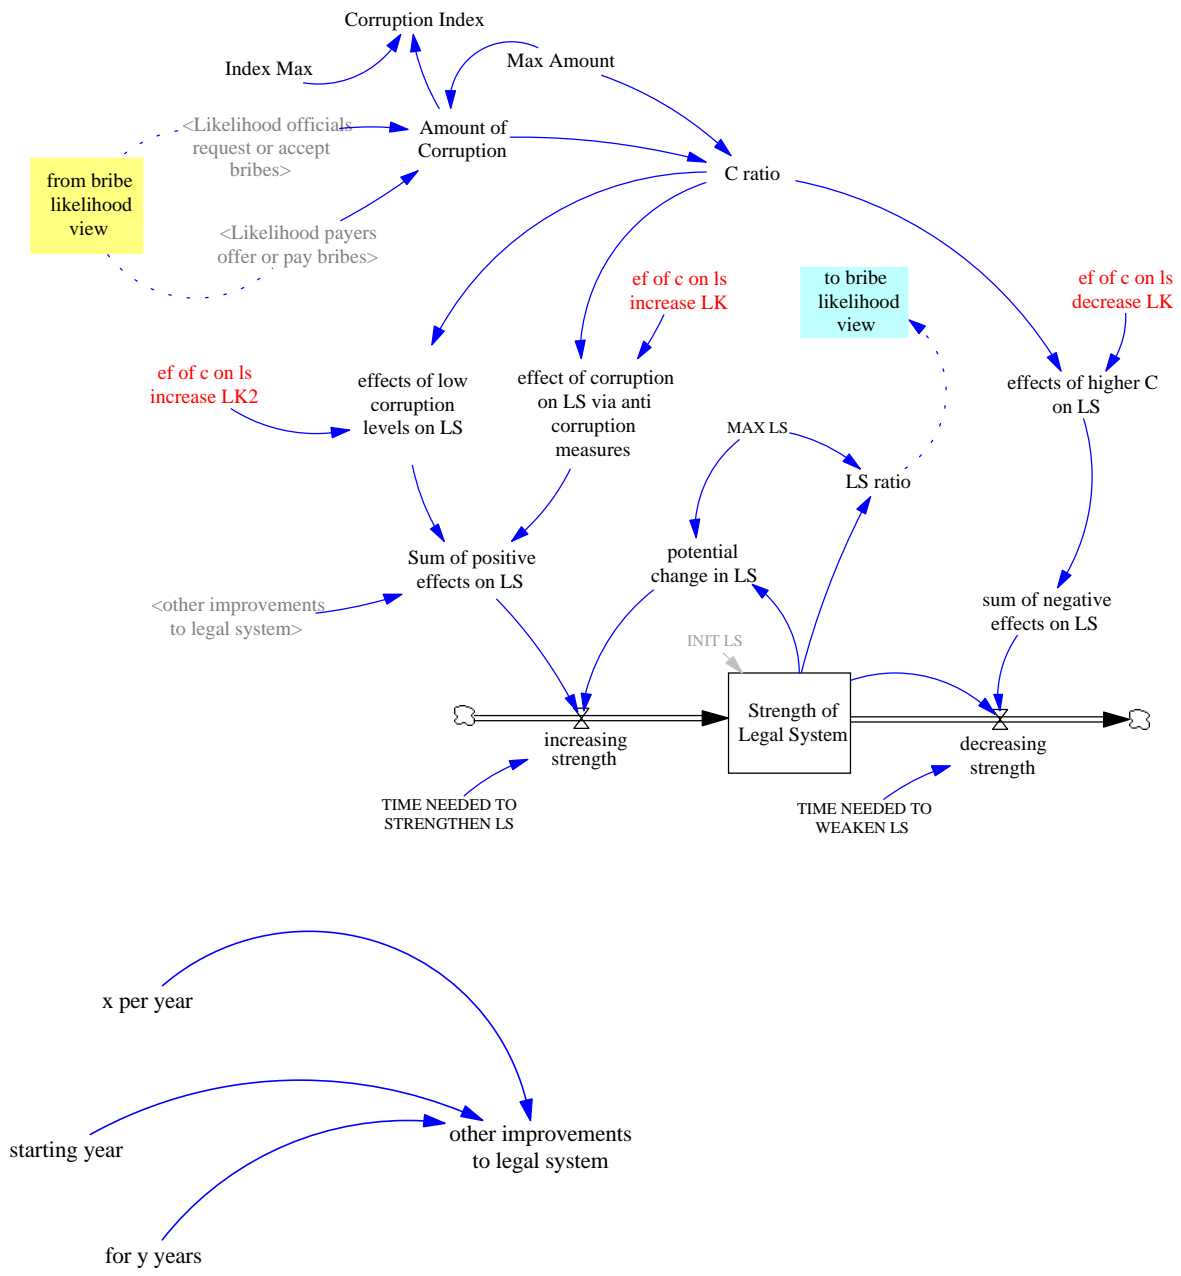 Corruption Index
Index Max
Max Amount
<Likelihood officials
request or accept
bribes>
Amount of
Corruption
from bribe
likelihood
view
C ratio
<Likelihood payers
offer or pay bribes>
ef of c on ls
increase LK
to bribe
likelihood
view
ef of c on ls
decrease LK
ef of c on ls
increase LK2
effects of low
corruption
levels on LS
effect of corruption
on LS via anti
corruption
measures
effects of higher C
on LS
MAX LS
LS ratio
Sum of positive
effects on LS
potential
change in LS
<other improvements
to legal system>
sum of negative
effects on LS
INIT LS
Strength of
Legal System
increasing
strength
decreasing
strength
TIME NEEDED TO
STRENGTHEN LS
TIME NEEDED TO
WEAKEN LS
x per year
starting year
other improvements
to legal system
for y years